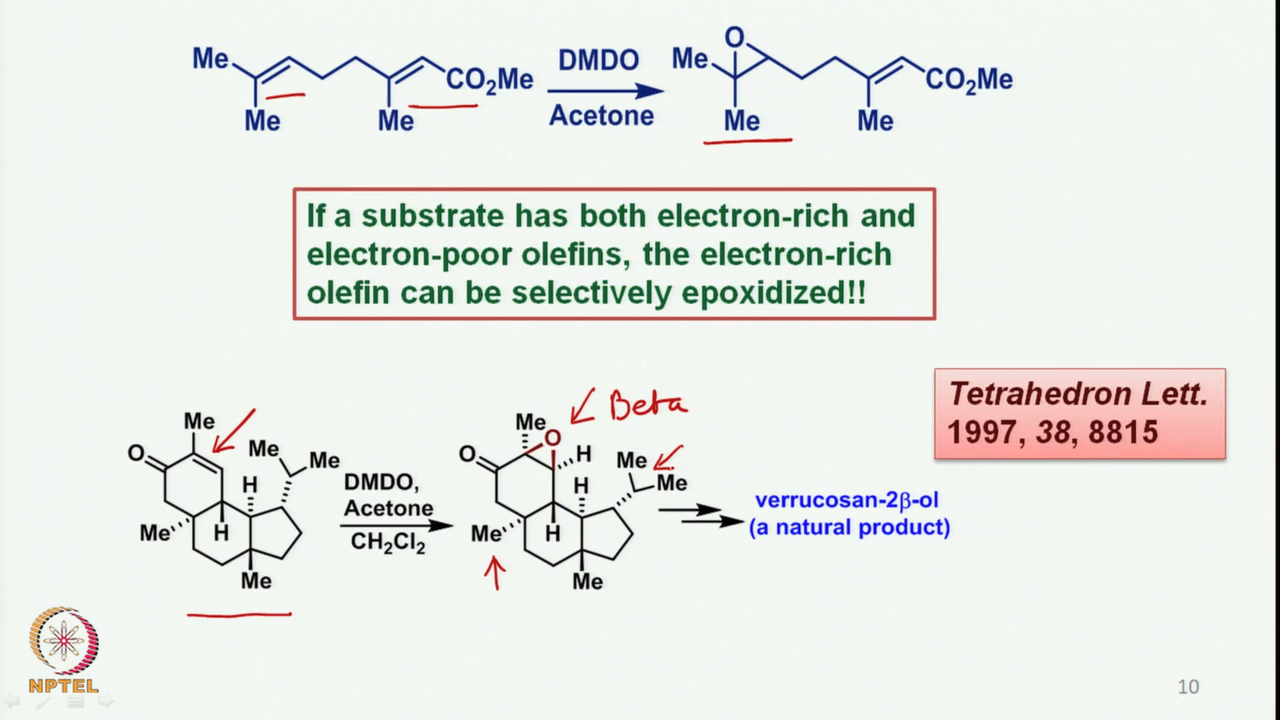 Me
CO₂Me
Me
Me
DMDO
Acetone
O
Me
CO₂Me
Me
Me
If a substrate has both electron-rich and
electron-poor olefins, the electron-rich
olefin can be selectively epoxidized!!
Tetrahedron Lett.
1997, 38, 8815
Me
O
Me
Me
H
Me
H
Me
DMDO,
Acetone
CH₂Cl₂
Beta
Me
O
O
H
Me
Me
H
Me
H
Me
verrucosan-2β-ol
(a natural product)
NPTEL
10